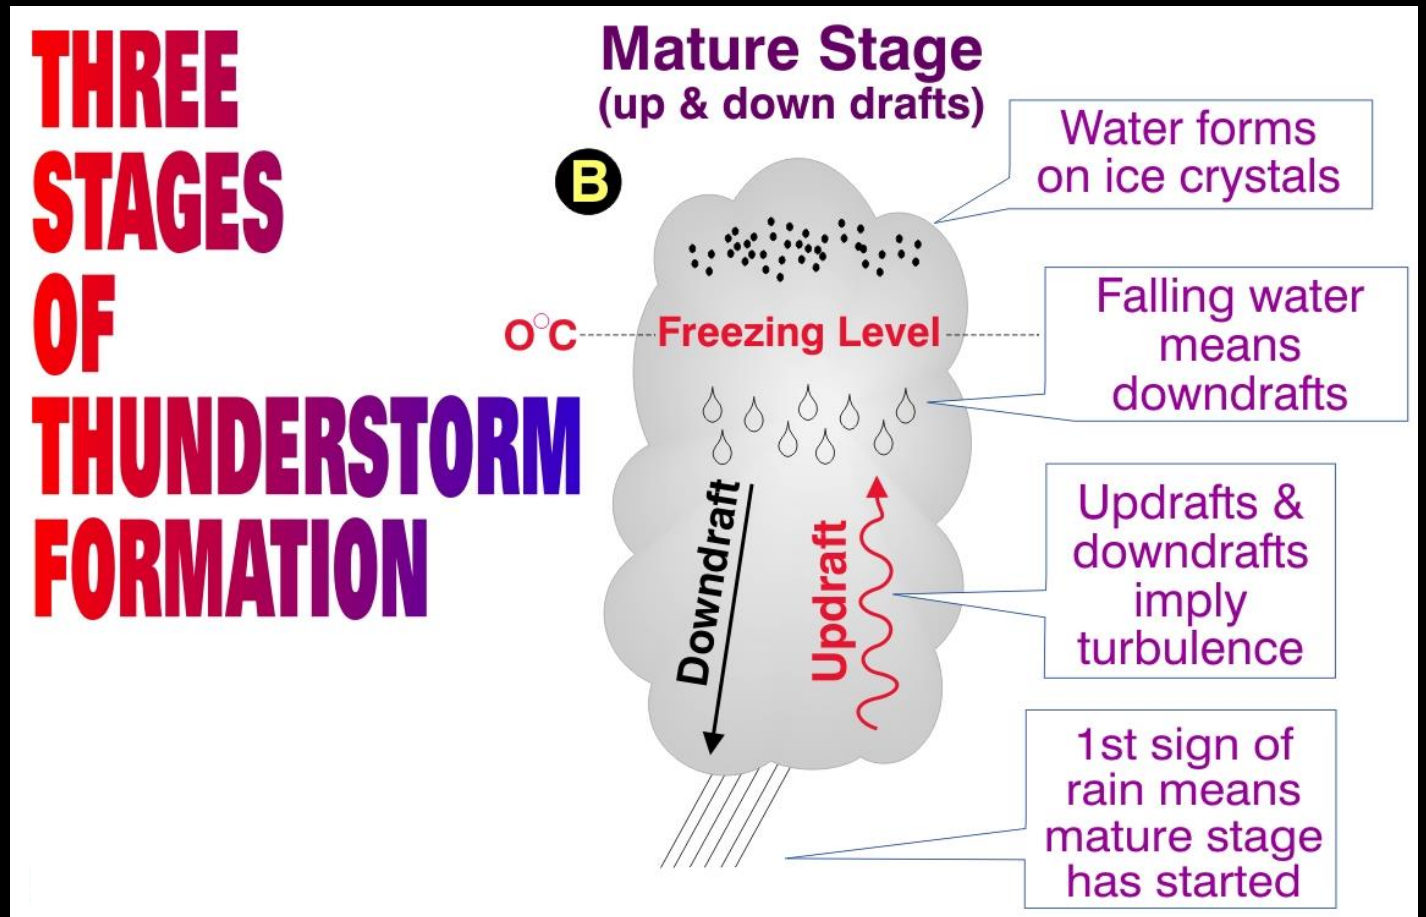 THREE
STAGES
OF
THUNDERSTORM
FORMATION
Mature Stage
(up & down drafts)
B
Water forms
on ice crystals
O°C
Freezing Level
Falling water
means
downdrafts
Downdraft
Updraft
Updrafts &
downdrafts
imply
turbulence
1st sign of
rain means
mature stage
has started